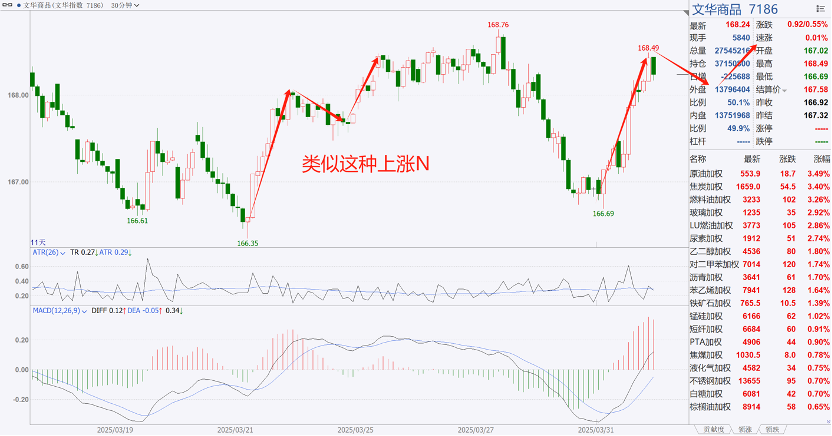 文华商品(文华指数 7186) 30分钟
文华商品 7186
最新 168.24 涨跌 0.92/0.55%
现手 5840 速涨 0.01%
总量 27545216 开盘 167.02
持仓 37150800 最高 168.49
日增 -225688 最低 166.69
外盘 13796404 结算价 167.58
比例 50.1% 昨收 166.92
内盘 13751968 昨结 167.32
比例 49.9% 涨停 -----
杠杆 ----- 跌停 -----
名称 最新 涨跌 涨幅
原油加权 553.9 18.7 3.49%
焦炭加权 1659.0 54.5 3.40%
燃料油加权 3233 102 3.26%
玻璃加权 1235 35 2.92%
LU燃油加权 3773 105 2.86%
尿素加权 1912 51 2.74%
乙二醇加权 4536 80 1.80%
对二甲苯加权 7014 120 1.74%
沥青加权 3641 61 1.70%
苯乙烯加权 7941 128 1.64%
铁矿石加权 765.5 10.5 1.39%
锰硅加权 6166 62 1.02%
短纤加权 6684 60 0.91%
PTA加权 4906 44 0.90%
焦煤加权 1030.5 8.0 0.78%
液化气加权 4582 34 0.75%
不锈钢加权 13655 95 0.70%
白糖加权 6081 42 0.70%
棕榈油加权 8914 58 0.65%
贡献度 领涨 领跌
168.76
168.49
168.00
类似这种上涨N
167.00
166.61
166.69
166.35
11天
ATR(26) TR 0.27↓ATR 0.29↓
0.60
0.40
0.20
MACD(12,26,9) DIFF 0.12↑DEA -0.05↑ 0.34↓
0.20
0.00
-0.20
2025/03/19 2025/03/21 2025/03/25 2025/03/27 2025/03/31